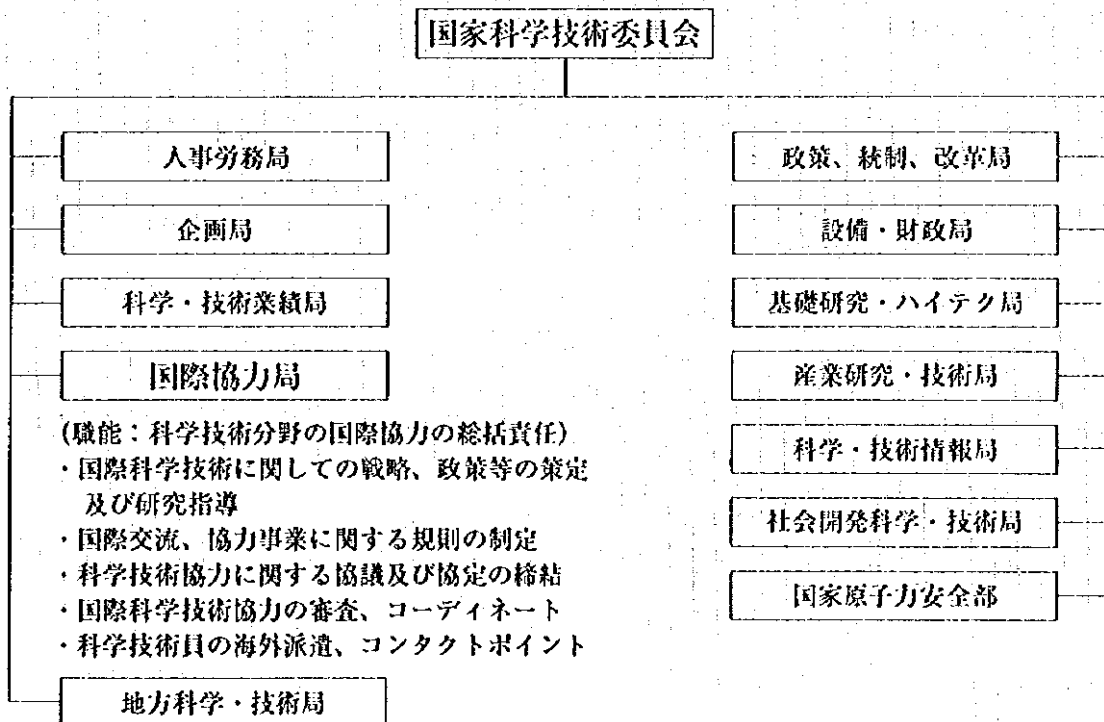 国家科学技術委員会
人事労務局
企画局
科学・技術業績局
国際協力局
(職能：科学技術分野の国際協力の総括責任)
・国際科学技術に関しての戦略、政策等の策定
及び研究指導
・国際交流、協力事業に関する規則の制定
・科学技術協力に関する協議及び協定の締結
・国際科学技術協力の審査、コーディネート
・科学技術員の海外派遣、コンタクトポイント
地方科学・技術局
政策、統制、改革局
設備・財政局
基礎研究・ハイテク局
産業研究・技術局
科学・技術情報局
社会開発科学・技術局
国家原子力安全部